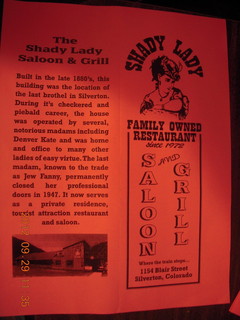 The
Shady Lady
Saloon & Grill
Built in the late 1800's, this
building was the location of
the last brothel in Silverton.
During it's checkered and
piebald career, the house
was operated by several,
notorious madams including
Denver Kate and was home
and office to many other
ladies of easy virtue. The last
madam, known to the trade
as Jew Fanny, permanently
closed her professional
doors in 1947. It now serves
as a private residence,
tourist attraction restaurant
and saloon.
SHADY LADY
FAMILY OWNED
RESTAURANT
since 1972
SALOON
AND
GRILL
Where the train stops...
1154 Blair Street
Silverton, Colorado